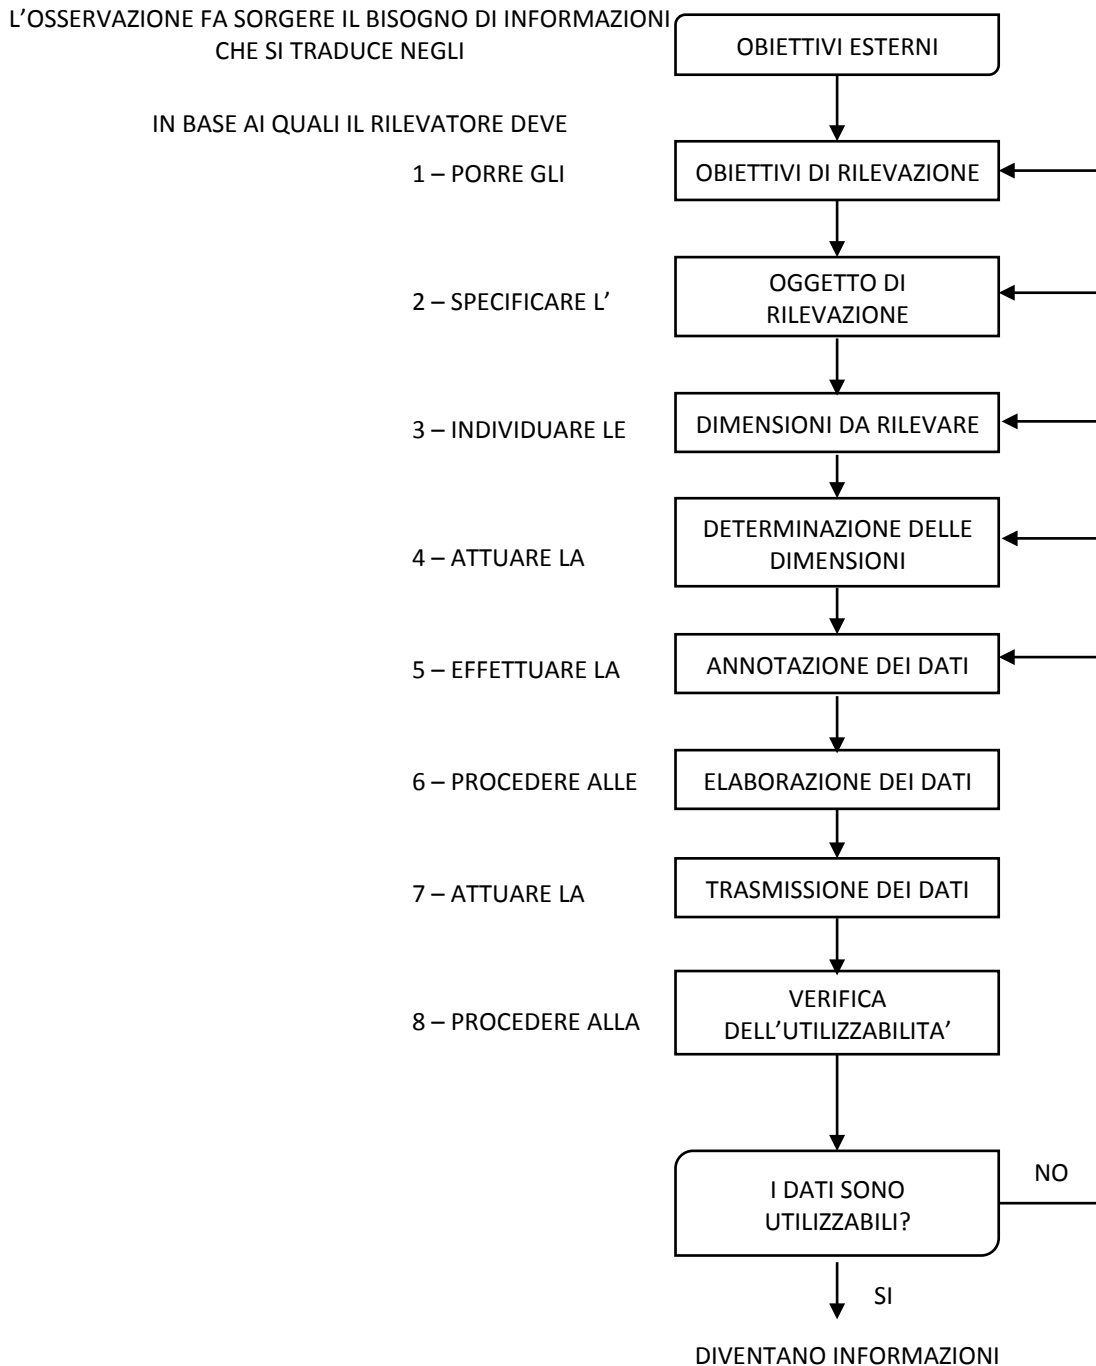 L'OSSERVAZIONE FA SORGERE IL BISOGNO DI INFORMAZIONI
CHE SI TRADUCE NEGLI
OBIETTIVI ESTERNI
IN BASE AI QUALI IL RILEVATORE DEVE
1 – PORRE GLI
OBIETTIVI DI RILEVAZIONE
2 – SPECIFICARE L'
OGGETTO DI
RILEVAZIONE
3 – INDIVIDUARE LE
DIMENSIONI DA RILEVARE
4 – ATTUARE LA
DETERMINAZIONE DELLE
DIMENSIONI
5 – EFFETTUARE LA
ANNOTAZIONE DEI DATI
6 – PROCEDERE ALLE
ELABORAZIONE DEI DATI
7 – ATTUARE LA
TRASMISSIONE DEI DATI
8 – PROCEDERE ALLA
VERIFICA
DELL'UTILIZZABILITA'
I DATI SONO
UTILIZZABILI?
NO
SI
DIVENTANO INFORMAZIONI